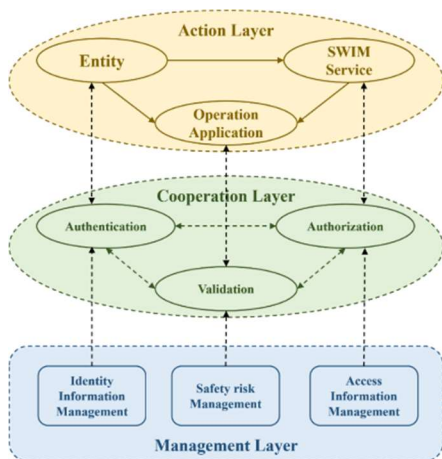 Action Layer
Entity
SWIM
Service
Operation
Application
Cooperation Layer
Authentication
Authorization
Validation
Identity
Information
Management
Safety risk
Management
Access
Information
Management
Management Layer